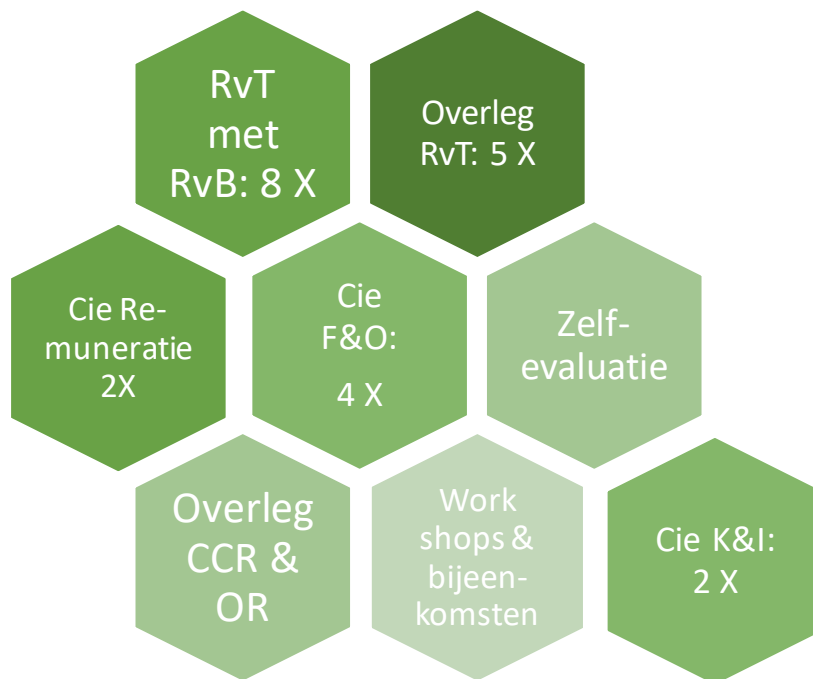 RvT
met
RvB: 8 X
Overleg
RvT: 5 X
Cie Re-
muneratie
2X
Cie
F&O:
4 X
Zelf-
evaluatie
Overleg
CCR &
OR
Work
shops &
bijeen-
komsten
Cie K&I:
2 X